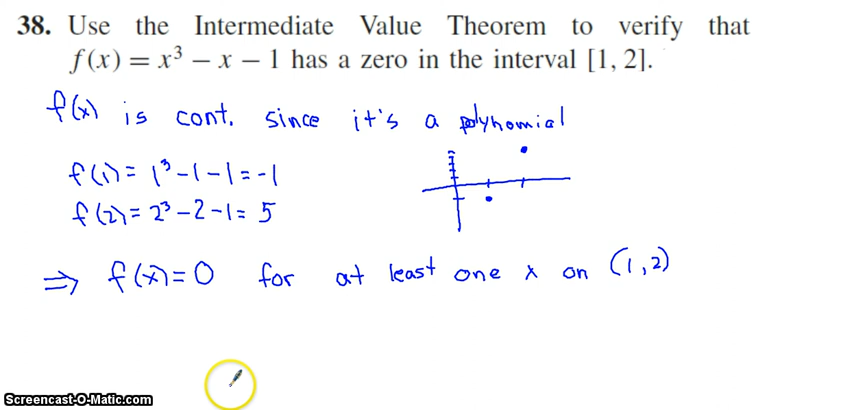 38. Use the Intermediate Value Theorem to verify that
f(x) = x³ − x − 1 has a zero in the interval [1, 2].
f(x) is cont. since it's a polynomial
f(1) = 1³ - 1 - 1 = -1
f(2) = 2³ - 2 - 1 = 5
⇒ f(x) = 0 for at least one x on (1, 2)
Screencast-O-Matic.com